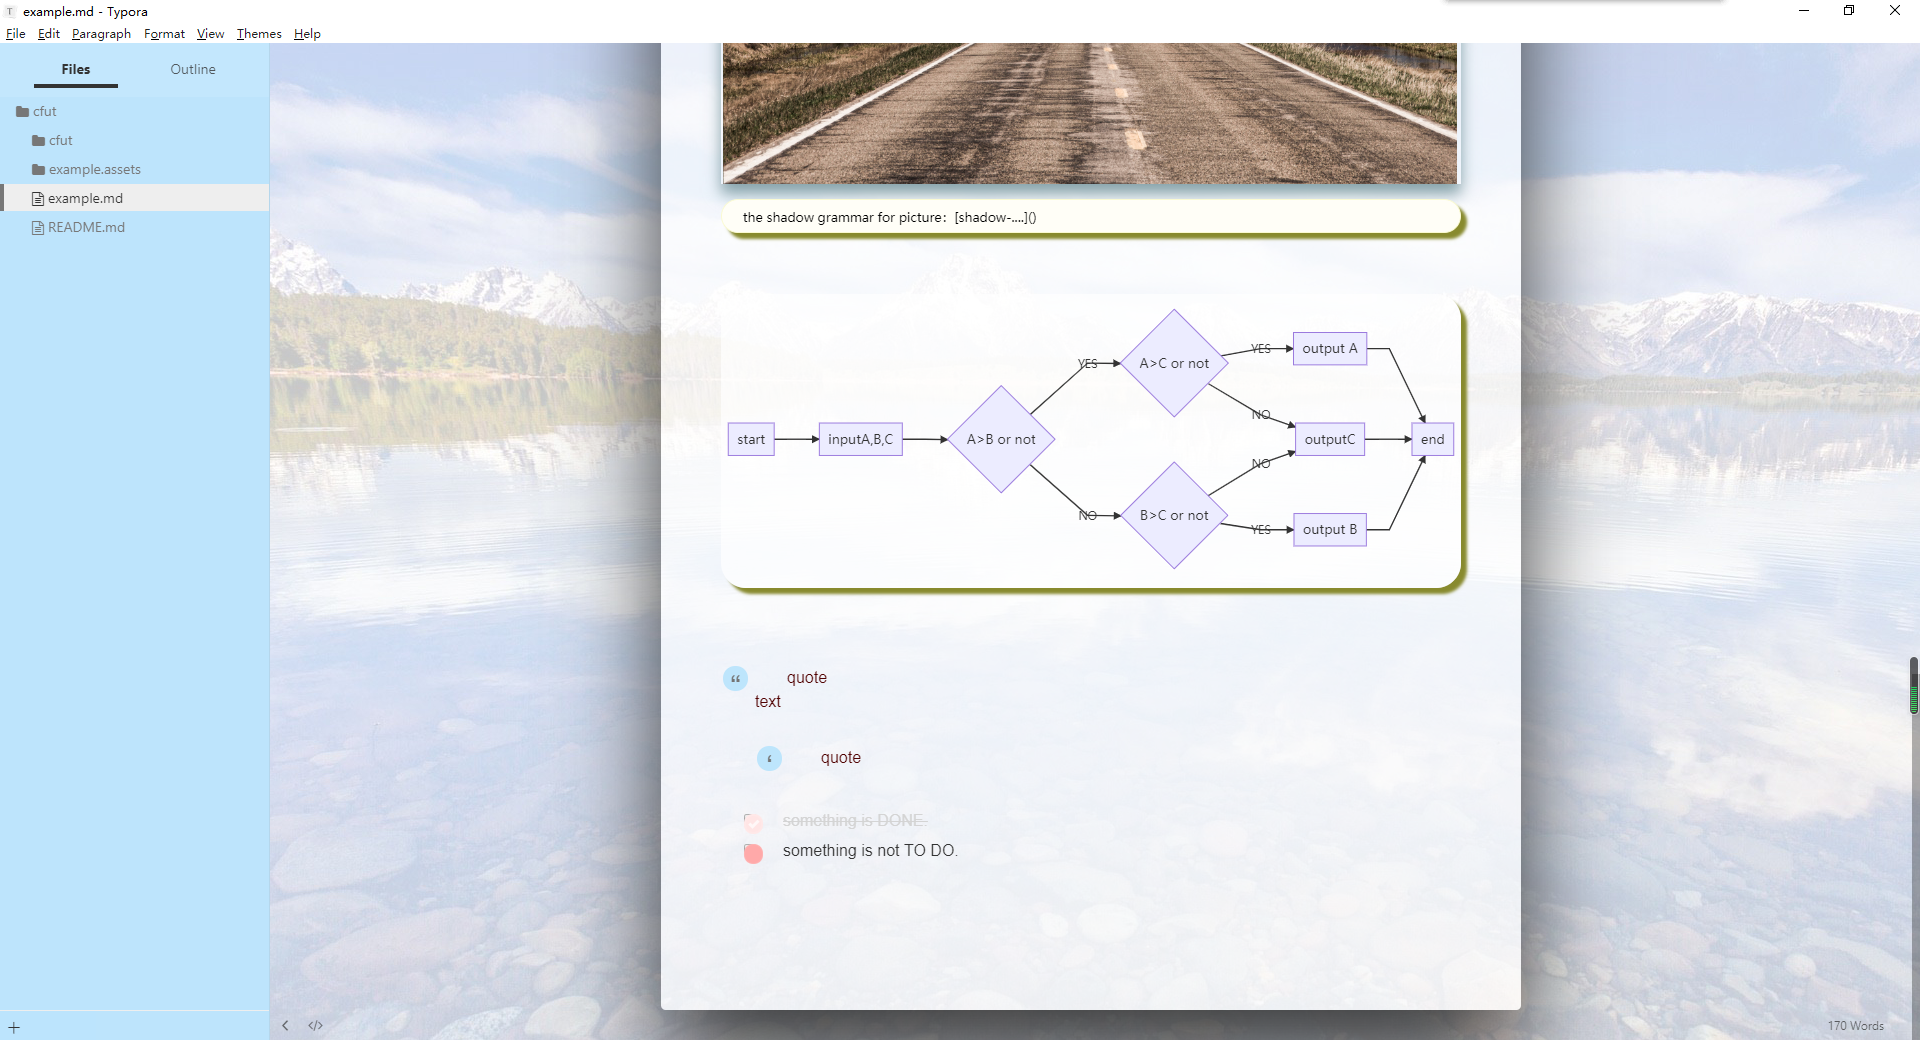 example.md - Typora
File Edit Paragraph Format View Themes Help
Files Outline
cfut
cfut
example.assets
example.md
README.md
the shadow grammar for picture: [shadow-....]()
start
inputA,B,C
A>B or not
YES
NO
A>C or not
B>C or not
YES
NO
NO
YES
output A
outputC
output B
end
quote
text
quote
something is DONE.
something is not TO DO.
170 Words